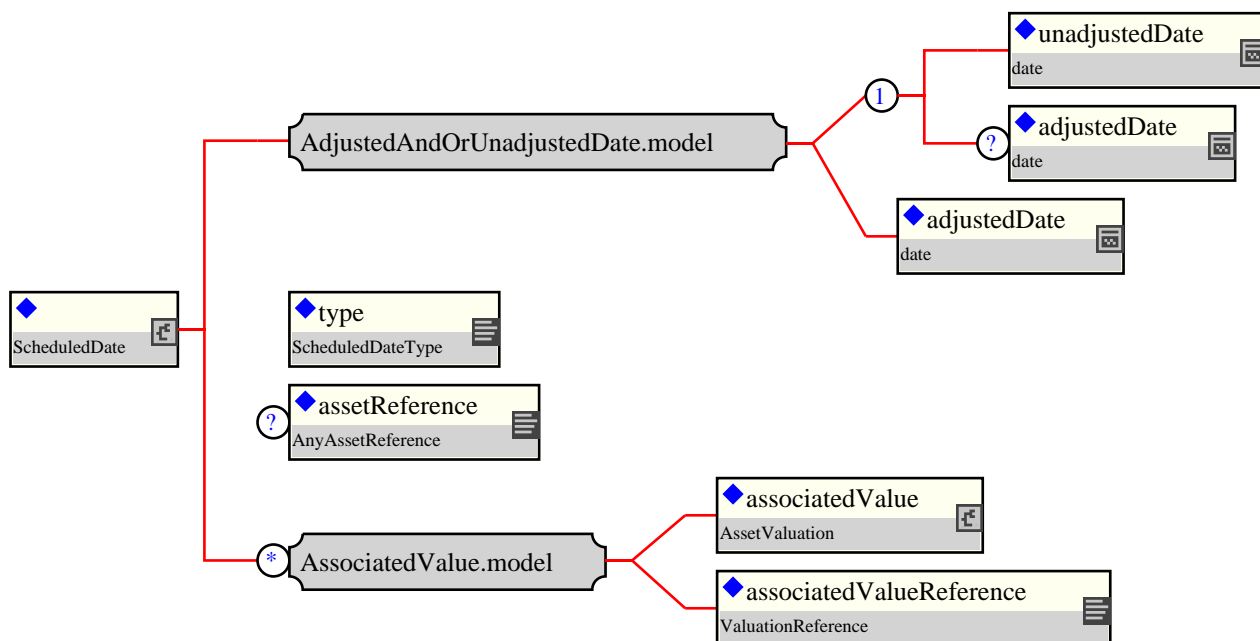 unadjustedDate
date
1
AdjustedAndOrUnadjustedDate.model
?
adjustedDate
date
adjustedDate
date
ScheduledDate
type
ScheduledDateType
?
assetReference
AnyAssetReference
*
AssociatedValue.model
associatedValue
AssetValuation
associatedValueReference
ValuationReference